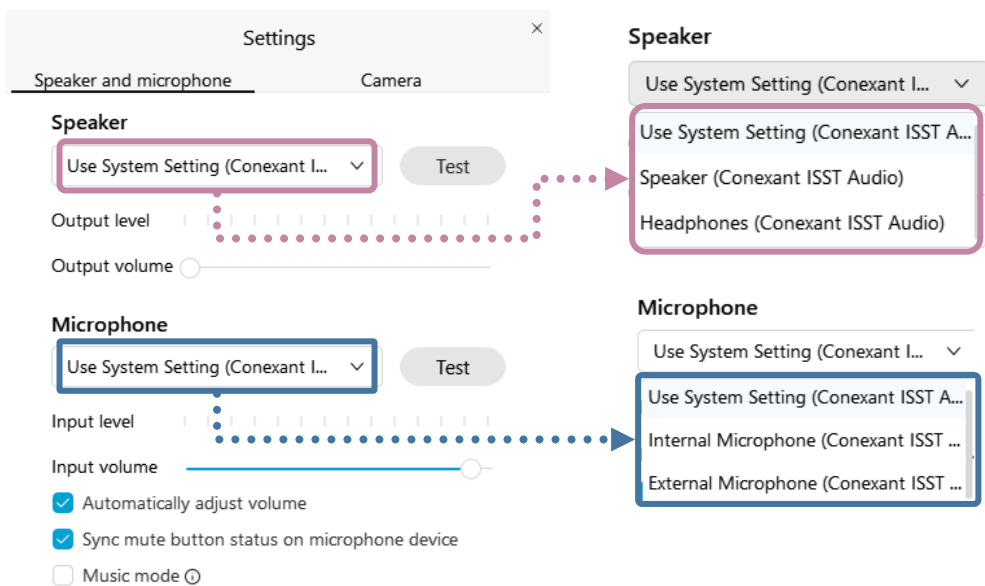 Settings
×
Speaker and microphone
Camera
Speaker
Use System Setting (Conexant I...
Test
Output level
Output volume
Microphone
Use System Setting (Conexant I...
Test
Input level
Input volume
Automatically adjust volume
Sync mute button status on microphone device
Music mode
Speaker
Use System Setting (Conexant I...
Use System Setting (Conexant ISST A...
Speaker (Conexant ISST Audio)
Headphones (Conexant ISST Audio)
Microphone
Use System Setting (Conexant I...
Use System Setting (Conexant ISST A...
Internal Microphone (Conexant ISST ...
External Microphone (Conexant ISST ...